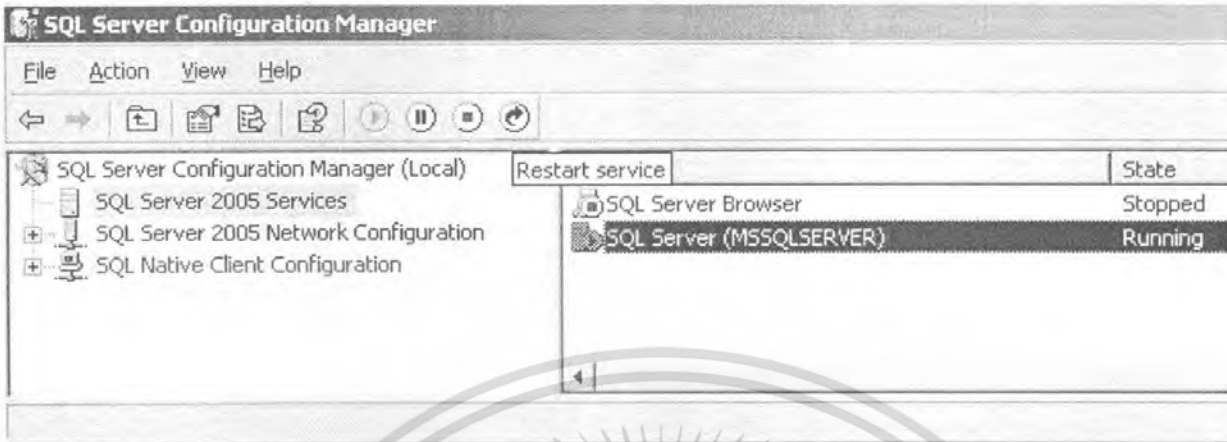 SQL Server Configuration Manager
File Action View Help
SQL Server Configuration Manager (Local)
Restart service
State
SQL Server 2005 Services
SQL Server Browser
Stopped
SQL Server 2005 Network Configuration
SQL Server (MSSQLSERVER)
Running
SQL Native Client Configuration